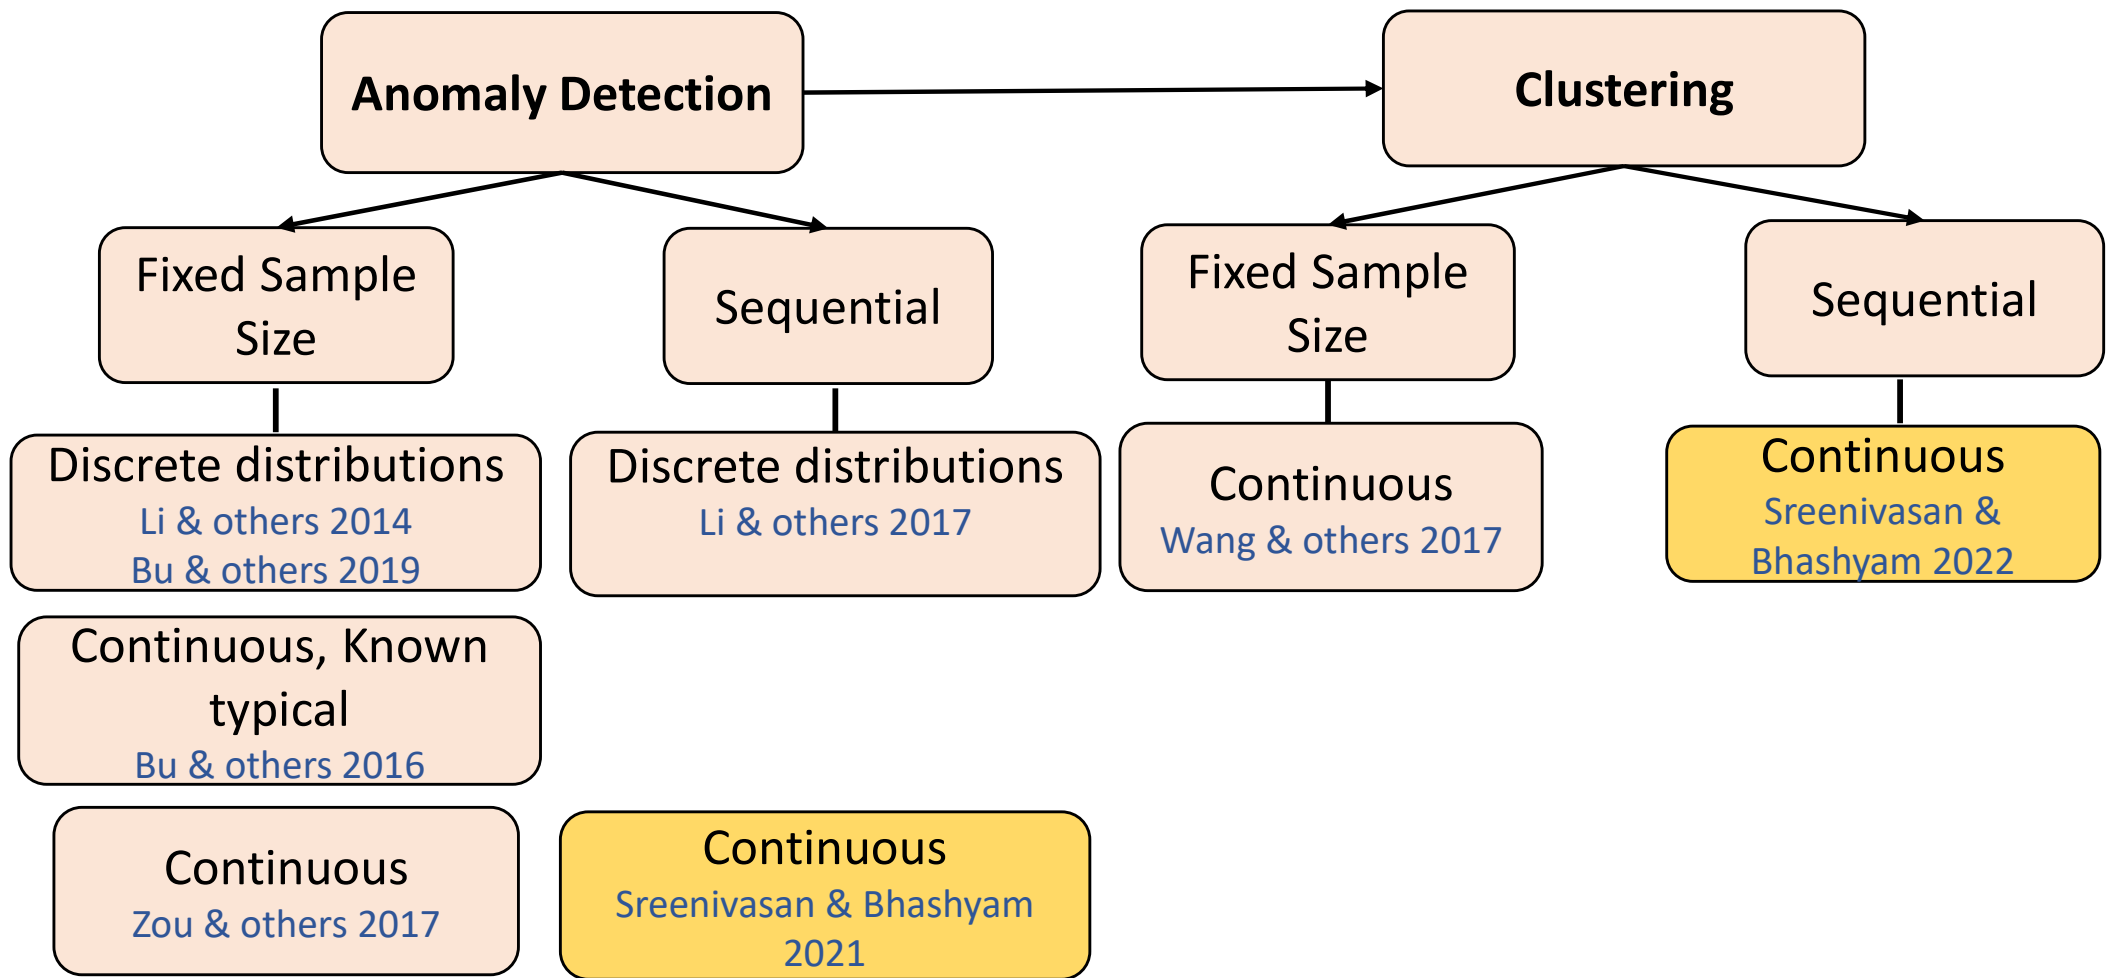 Anomaly Detection
Clustering
Fixed Sample
Size
Sequential
Fixed Sample
Size
Sequential
Discrete distributions
Li & others 2014
Bu & others 2019
Discrete distributions
Li & others 2017
Continuous
Wang & others 2017
Continuous
Sreenivasan &
Bhashyam 2022
Continuous, Known
typical
Bu & others 2016
Continuous
Zou & others 2017
Continuous
Sreenivasan & Bhashyam
2021